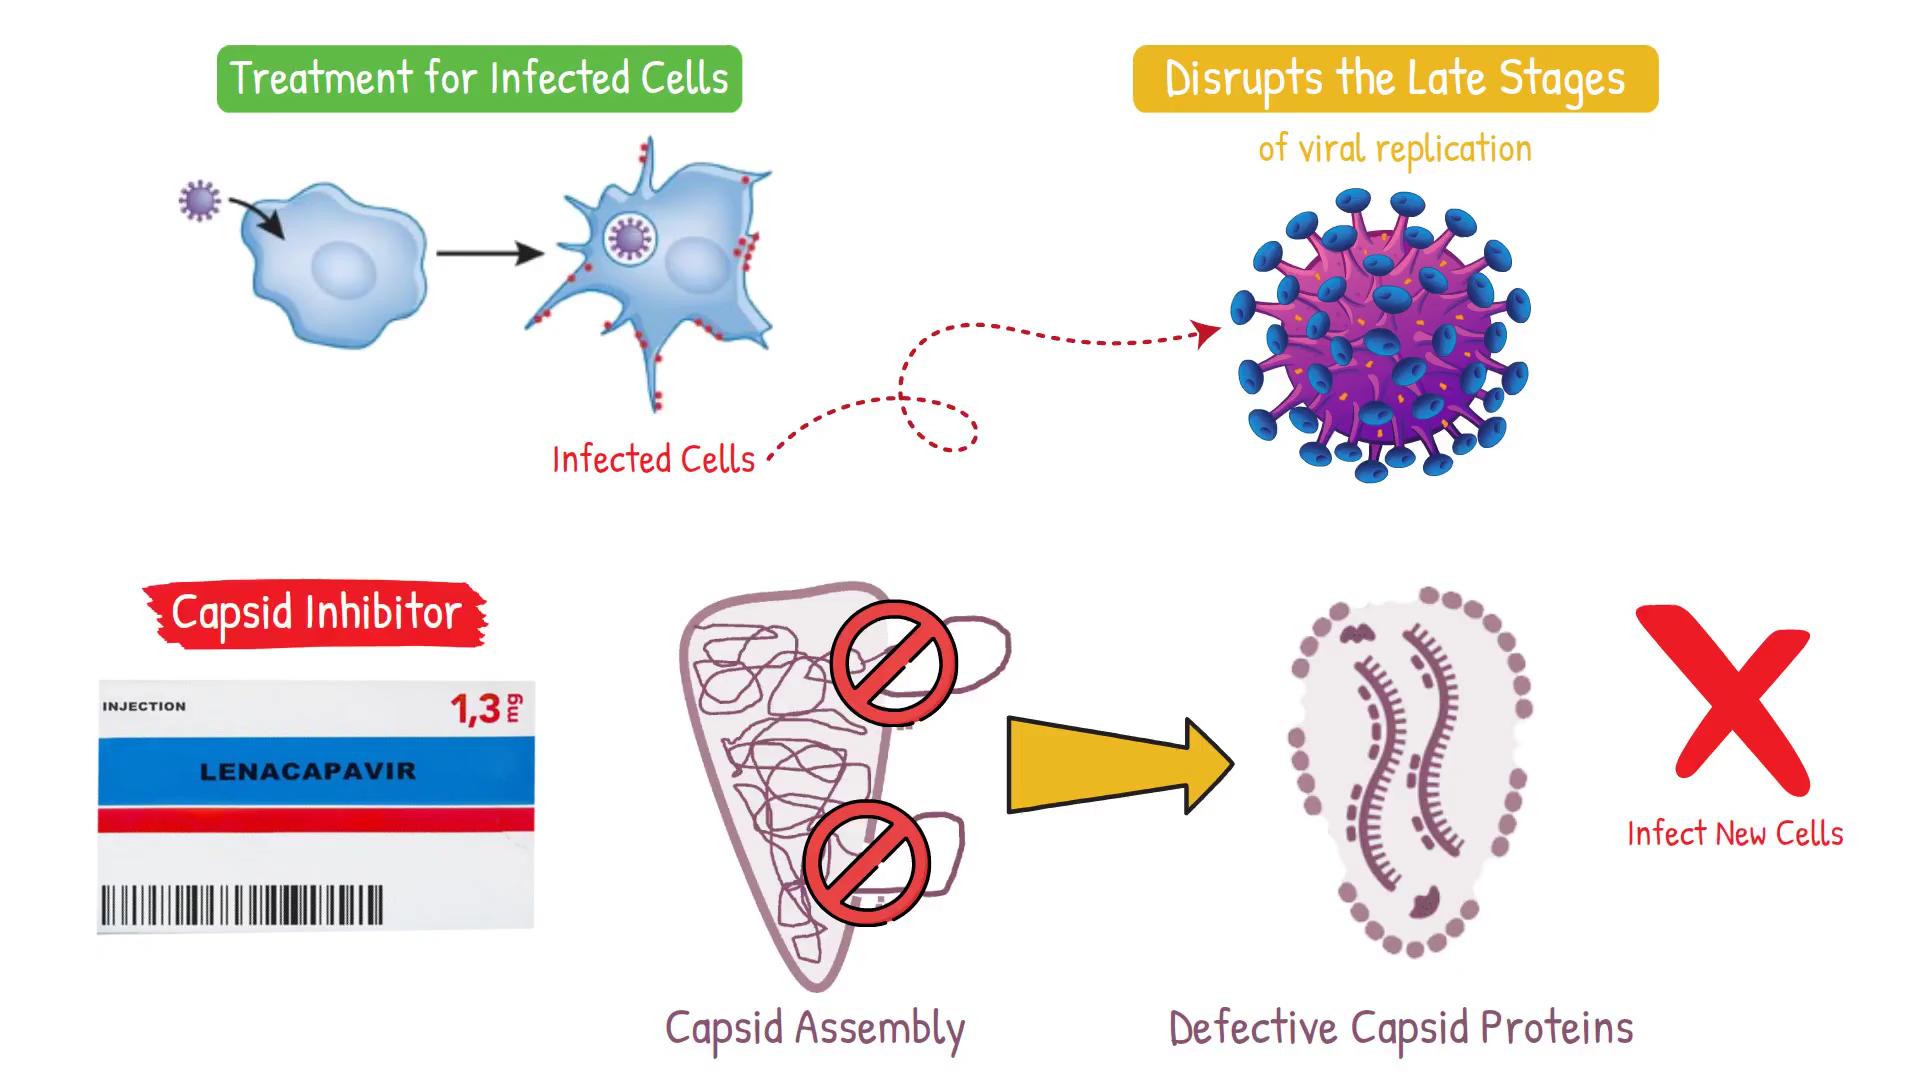 Treatment for Infected Cells
Disrupts the Late Stages
of viral replication
Infected Cells
Capsid Inhibitor
INJECTION
1,3 mg
LENACAPAVIR
Capsid Assembly
Defective Capsid Proteins
Infect New Cells